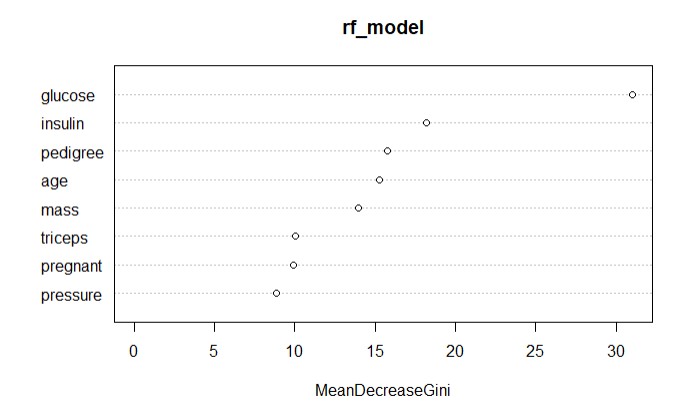 rf_model
glucose
insulin
pedigree
age
mass
triceps
pregnant
pressure
0 5 10 15 20 25 30
MeanDecreaseGini